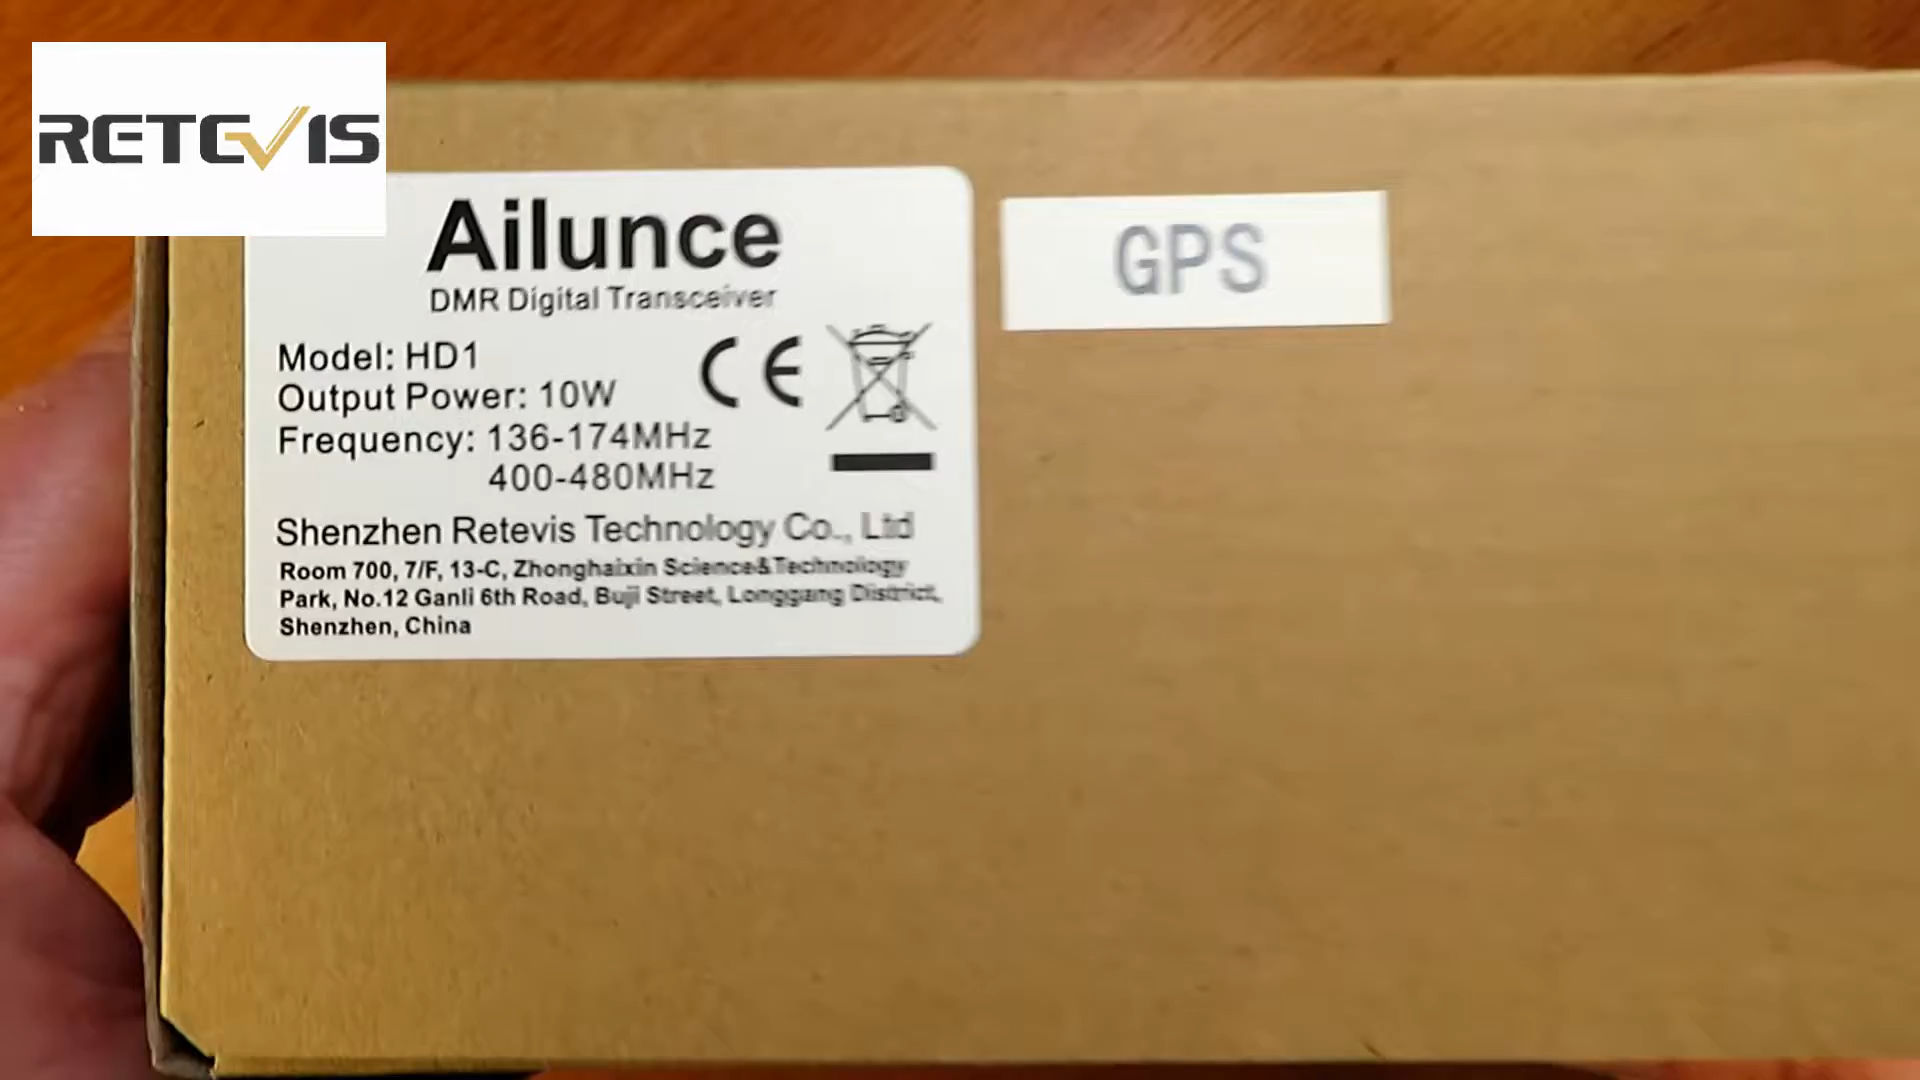 RETEVIS
Ailunce
DMR Digital Transceiver
Model: HD1
Output Power: 10W
Frequency: 136-174MHz
400-480MHz
CE
Shenzhen Retevis Technology Co., Ltd
Room 700, 7/F, 13-C, Zhonghaixin Science&Technology
Park, No.12 Ganli 6th Road, Buji Street, Longgang District,
Shenzhen, China
GPS